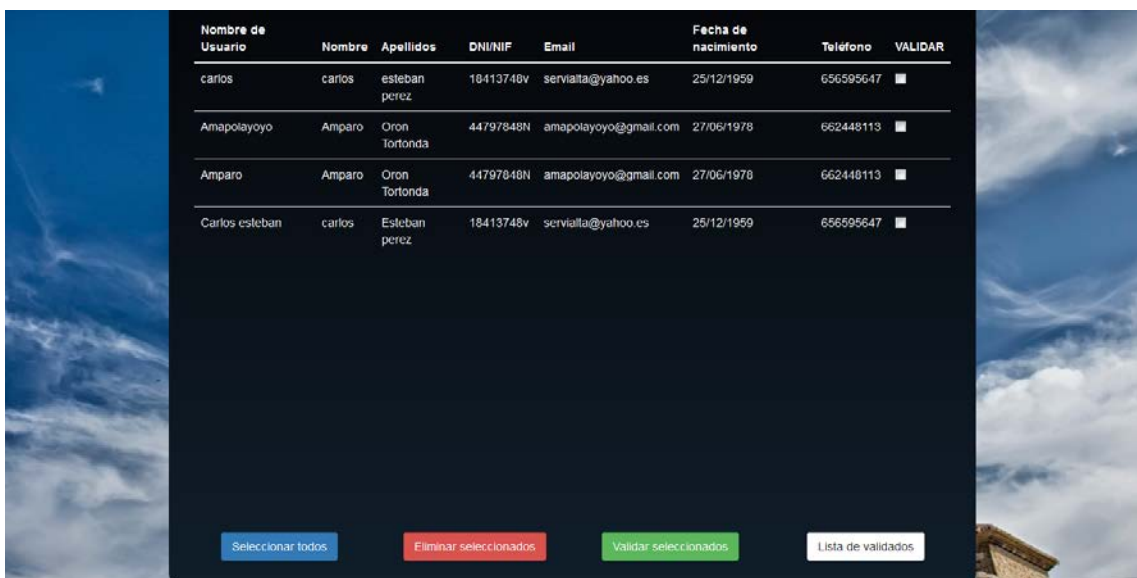 Nombre de Usuario Nombre Apellidos DNI/NIF Email Fecha de nacimiento Teléfono VALIDAR
carlos carlos esteban perez 18413748v servialta@yahoo.es 25/12/1959 656595647
Amapolayoyo Amparo Oron Tortonda 44797848N amapolayoyo@gmail.com 27/06/1978 662448113
Amparo Amparo Oron Tortonda 44797848N amapolayoyo@gmail.com 27/06/1978 662448113
Carlos esteban carlos Esteban perez 18413748v servialta@yahoo.es 25/12/1959 656595647
Seleccionar todos Eliminar seleccionados Validar seleccionados Lista de validados